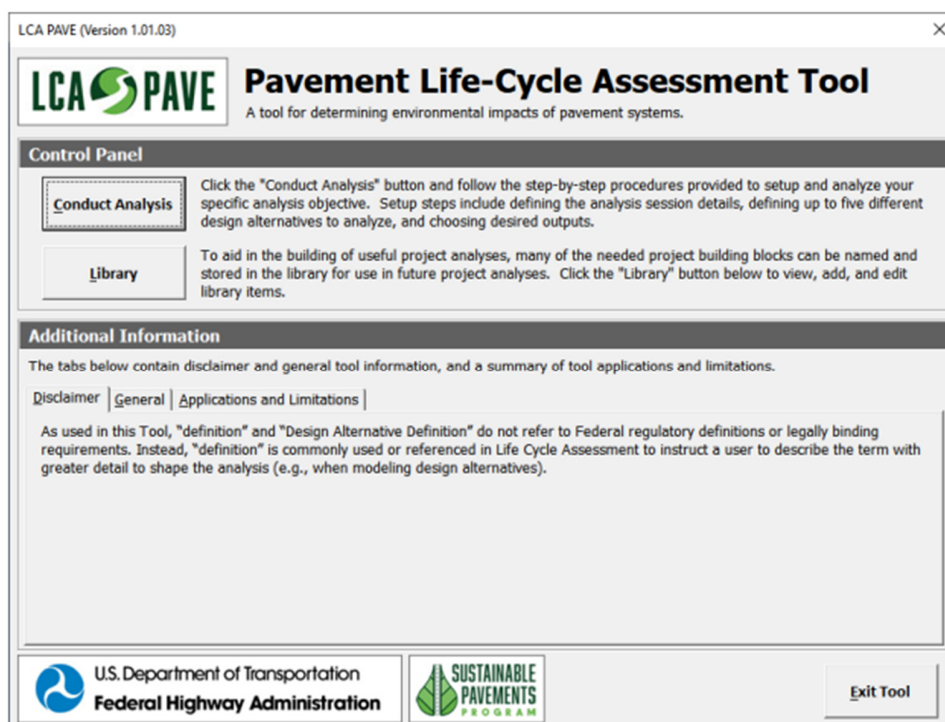 LCA PAVE (Version 1.01.03)
LCA PAVE
Pavement Life-Cycle Assessment Tool
A tool for determining environmental impacts of pavement systems.
Control Panel
Conduct Analysis
Click the "Conduct Analysis" button and follow the step-by-step procedures provided to setup and analyze your
specific analysis objective. Setup steps include defining the analysis session details, defining up to five different
design alternatives to analyze, and choosing desired outputs.
Library
To aid in the building of useful project analyses, many of the needed project building blocks can be named and
stored in the library for use in future project analyses. Click the "Library" button below to view, add, and edit
library items.
Additional Information
The tabs below contain disclaimer and general tool information, and a summary of tool applications and limitations.
Disclaimer General Applications and Limitations
As used in this Tool, "definition" and "Design Alternative Definition" do not refer to Federal regulatory definitions or legally binding
requirements. Instead, "definition" is commonly used or referenced in Life Cycle Assessment to instruct a user to describe the term with
greater detail to shape the analysis (e.g., when modeling design alternatives).
U.S. Department of Transportation
Federal Highway Administration
SUSTAINABLE
PAVEMENTS
PROGRAM
Exit Tool